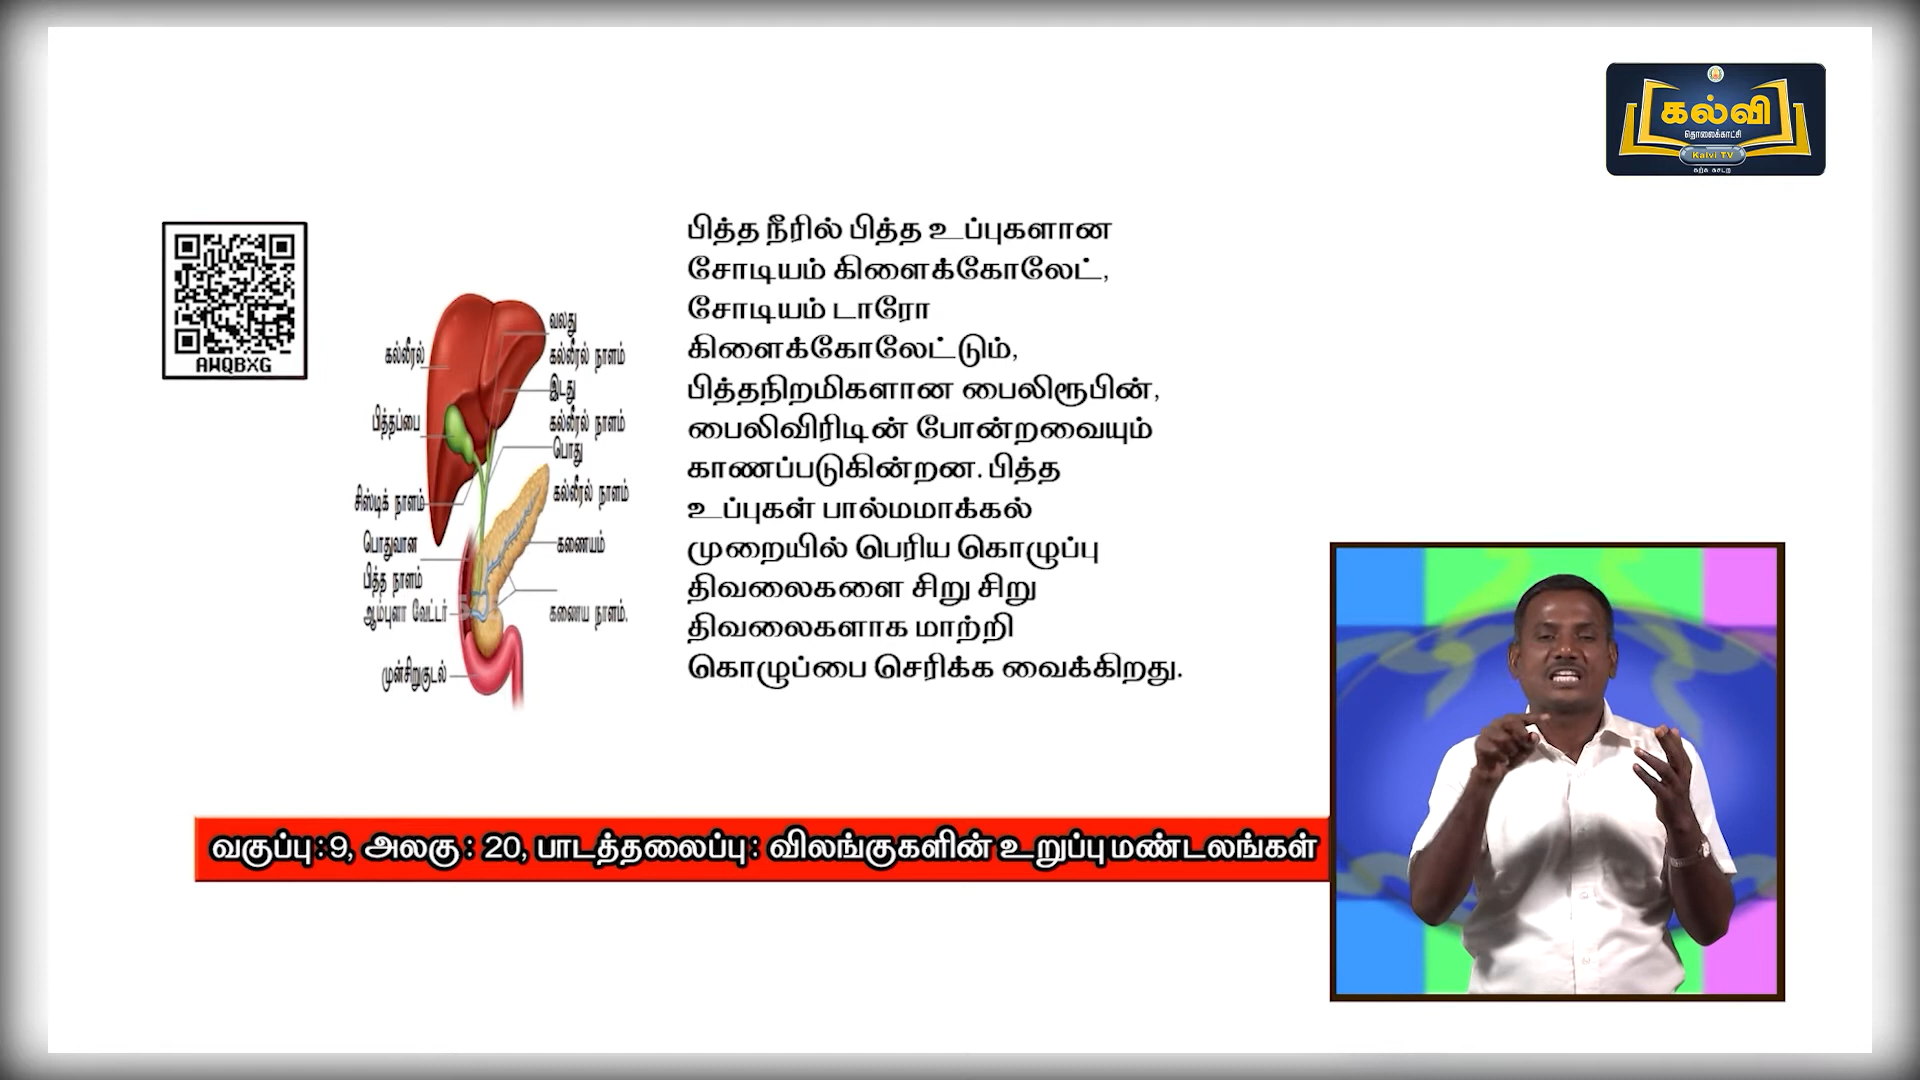 கல்வி
தொலைக்காட்சி
Kalvi TV
கற்க கசடற
AWQBXG
கல்லீரல்
பித்தப்பை
சிஸ்டிக் நாளம்
பொதுவான
பித்த நாளம்
ஆம்புளா வேட்டர்
முன்சிறுகுடல்
வலது
கல்லீரல் நாளம்
இடது
கல்லீரல் நாளம்
பொது
கல்லீரல் நாளம்
கணையம்
கணைய நாளம்.
பித்த நீரில் பித்த உப்புகளான
சோடியம் கிளைக்கோலேட்,
சோடியம் டாரோ
கிளைக்கோலேட்டும்,
பித்தநிறமிகளான பைலிரூபின்,
பைலிவிரிடின் போன்றவையும்
காணப்படுகின்றன. பித்த
உப்புகள் பால்மமாக்கல்
முறையில் பெரிய கொழுப்பு
திவலைகளை சிறு சிறு
திவலைகளாக மாற்றி
கொழுப்பை செரிக்க வைக்கிறது.
வகுப்பு :9, அலகு : 20, பாடத்தலைப்பு : விலங்குகளின் உறுப்பு மண்டலங்கள்